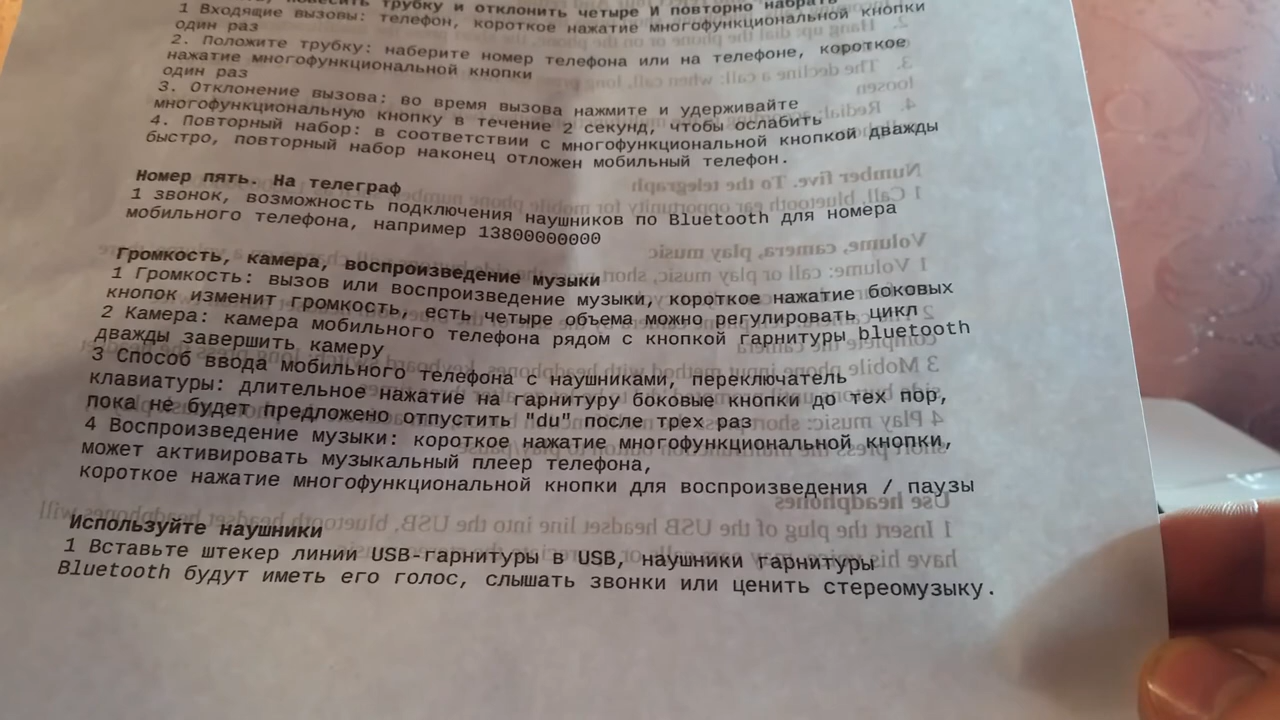 повесить трубку и отклонить четыре и повторно набрать
1 Входящие вызовы: телефон, короткое нажатие многофункциональной кнопки
один раз
2. Положите трубку: наберите номер телефона или на телефоне, короткое
нажатие многофункциональной кнопки
один раз
3. Отклонение вызова: во время вызова нажмите и удерживайте
многофункциональную кнопку в течение 2 секунд, чтобы ослабить
4. Повторный набор: в соответствии с многофункциональной кнопкой дважды
быстро, повторный набор наконец отложен мобильный телефон.
Номер пять. На телеграф
1 звонок, возможность подключения наушников по Bluetooth для номера
мобильного телефона, например 13800000000
Громкость, камера, воспроизведение музыки
1 Громкость: вызов или воспроизведение музыки, короткое нажатие боковых
кнопок изменит громкость, есть четыре объема можно регулировать цикл
2 Камера: камера мобильного телефона рядом с кнопкой гарнитуры bluetooth
дважды завершить камеру
3 Способ ввода мобильного телефона с наушниками, переключатель
клавиатуры: длительное нажатие на гарнитуру боковые кнопки до тех пор,
пока не будет предложено отпустить "du" после трех раз
4 Воспроизведение музыки: короткое нажатие многофункциональной кнопки,
может активировать музыкальный плеер телефона,
короткое нажатие многофункциональной кнопки для воспроизведения / паузы
Используйте наушники
1 Вставьте штекер линии USB-гарнитуры в USB, наушники гарнитуры
Bluetooth будут иметь его голос, слышать звонки или ценить стереомузыку.